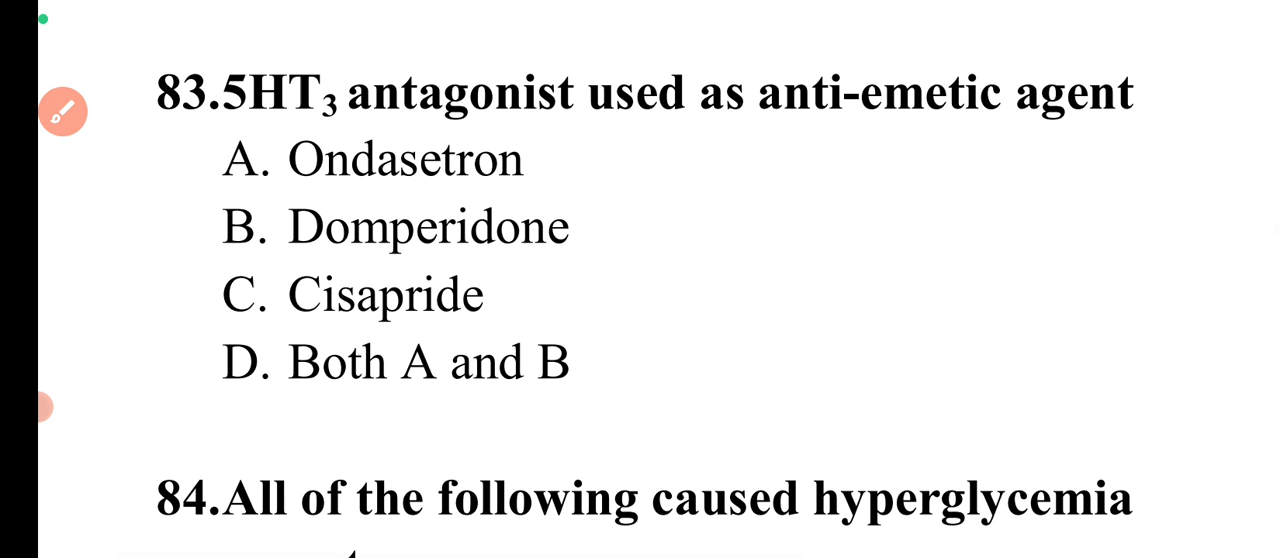 83.5HT₃ antagonist used as anti-emetic agent
A. Ondasetron
B. Domperidone
C. Cisapride
D. Both A and B
84.All of the following caused hyperglycemia